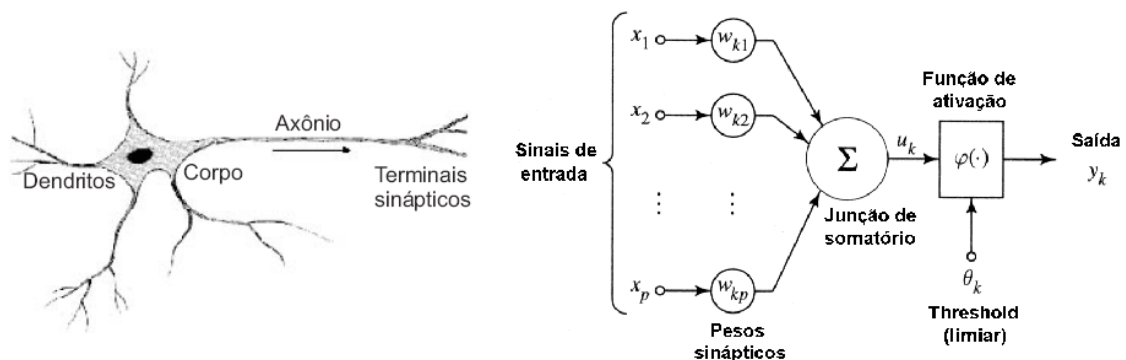 Dendritos
Corpo
Axônio
Terminais
sinápticos
Sinais de
entrada
x₁
x₂
⋮
xₚ
wₖ₁
wₖ₂
⋮
wₖₚ
Pesos
sinápticos
Σ
Junção de
somatório
uₖ
Função de
ativação
φ(·)
θₖ
Threshold
(limiar)
Saída
yₖ